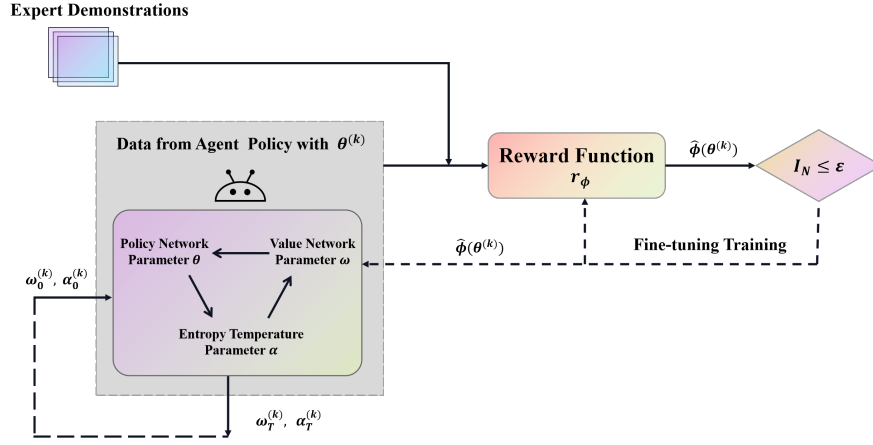 Expert Demonstrations
Data from Agent Policy with θ^(k)
Reward Function
r_ϕ
ϕ̂(θ^(k))
I_N ≤ ε
Policy Network
Parameter θ
Value Network
Parameter ω
ϕ̂(θ^(k))
Fine-tuning Training
ω_0^(k), α_0^(k)
Entropy Temperature
Parameter α
ω_T^(k), α_T^(k)